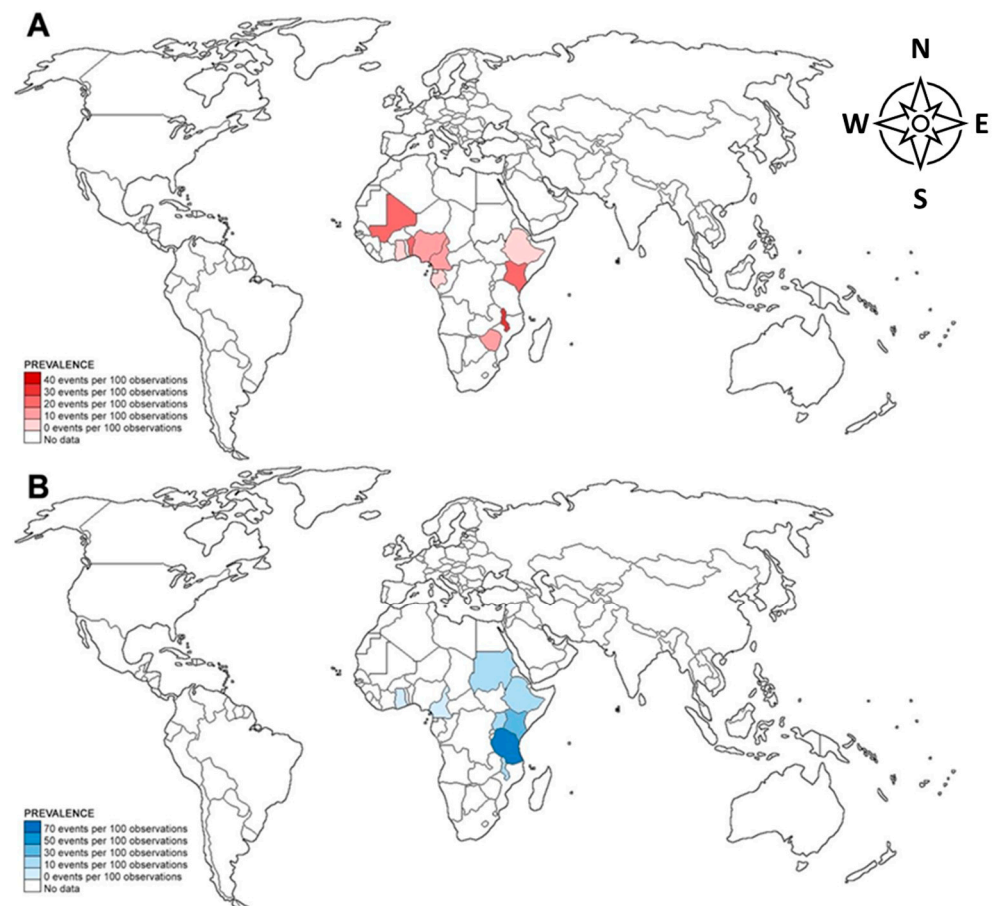 A
N
W E
S
PREVALENCE
40 events per 100 observations
30 events per 100 observations
20 events per 100 observations
10 events per 100 observations
0 events per 100 observations
No data
B
PREVALENCE
70 events per 100 observations
50 events per 100 observations
30 events per 100 observations
10 events per 100 observations
0 events per 100 observations
No data